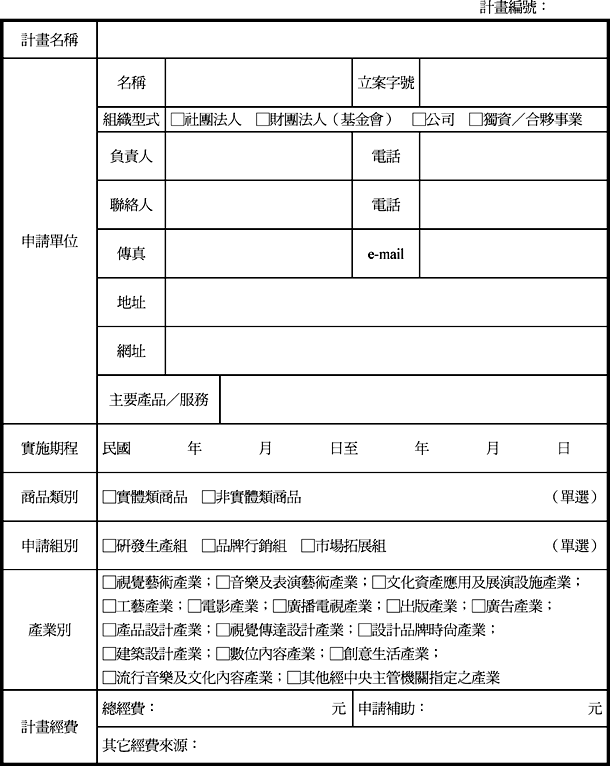 計畫編號：
計畫名稱
申請單位
名稱 立案字號
組織型式 □社團法人 □財團法人（基金會） □公司 □獨資／合夥事業
負責人 電話
聯絡人 電話
傳真 e-mail
地址
網址
主要產品／服務
實施期程 民國 年 月 日至 年 月 日
商品類別 □實體類商品 □非實體類商品 （單選）
申請組別 □研發生產組 □品牌行銷組 □市場拓展組 （單選）
產業別
□視覺藝術產業；□音樂及表演藝術產業；□文化資產應用及展演設施產業；
□工藝產業；□電影產業；□廣播電視產業；□出版產業；□廣告產業；
□產品設計產業；□視覺傳達設計產業；□設計品牌時尚產業；
□建築設計產業；□數位內容產業；□創意生活產業；
□流行音樂及文化內容產業；□其他經中央主管機關指定之產業
計畫經費
總經費： 元 申請補助： 元
其它經費來源：